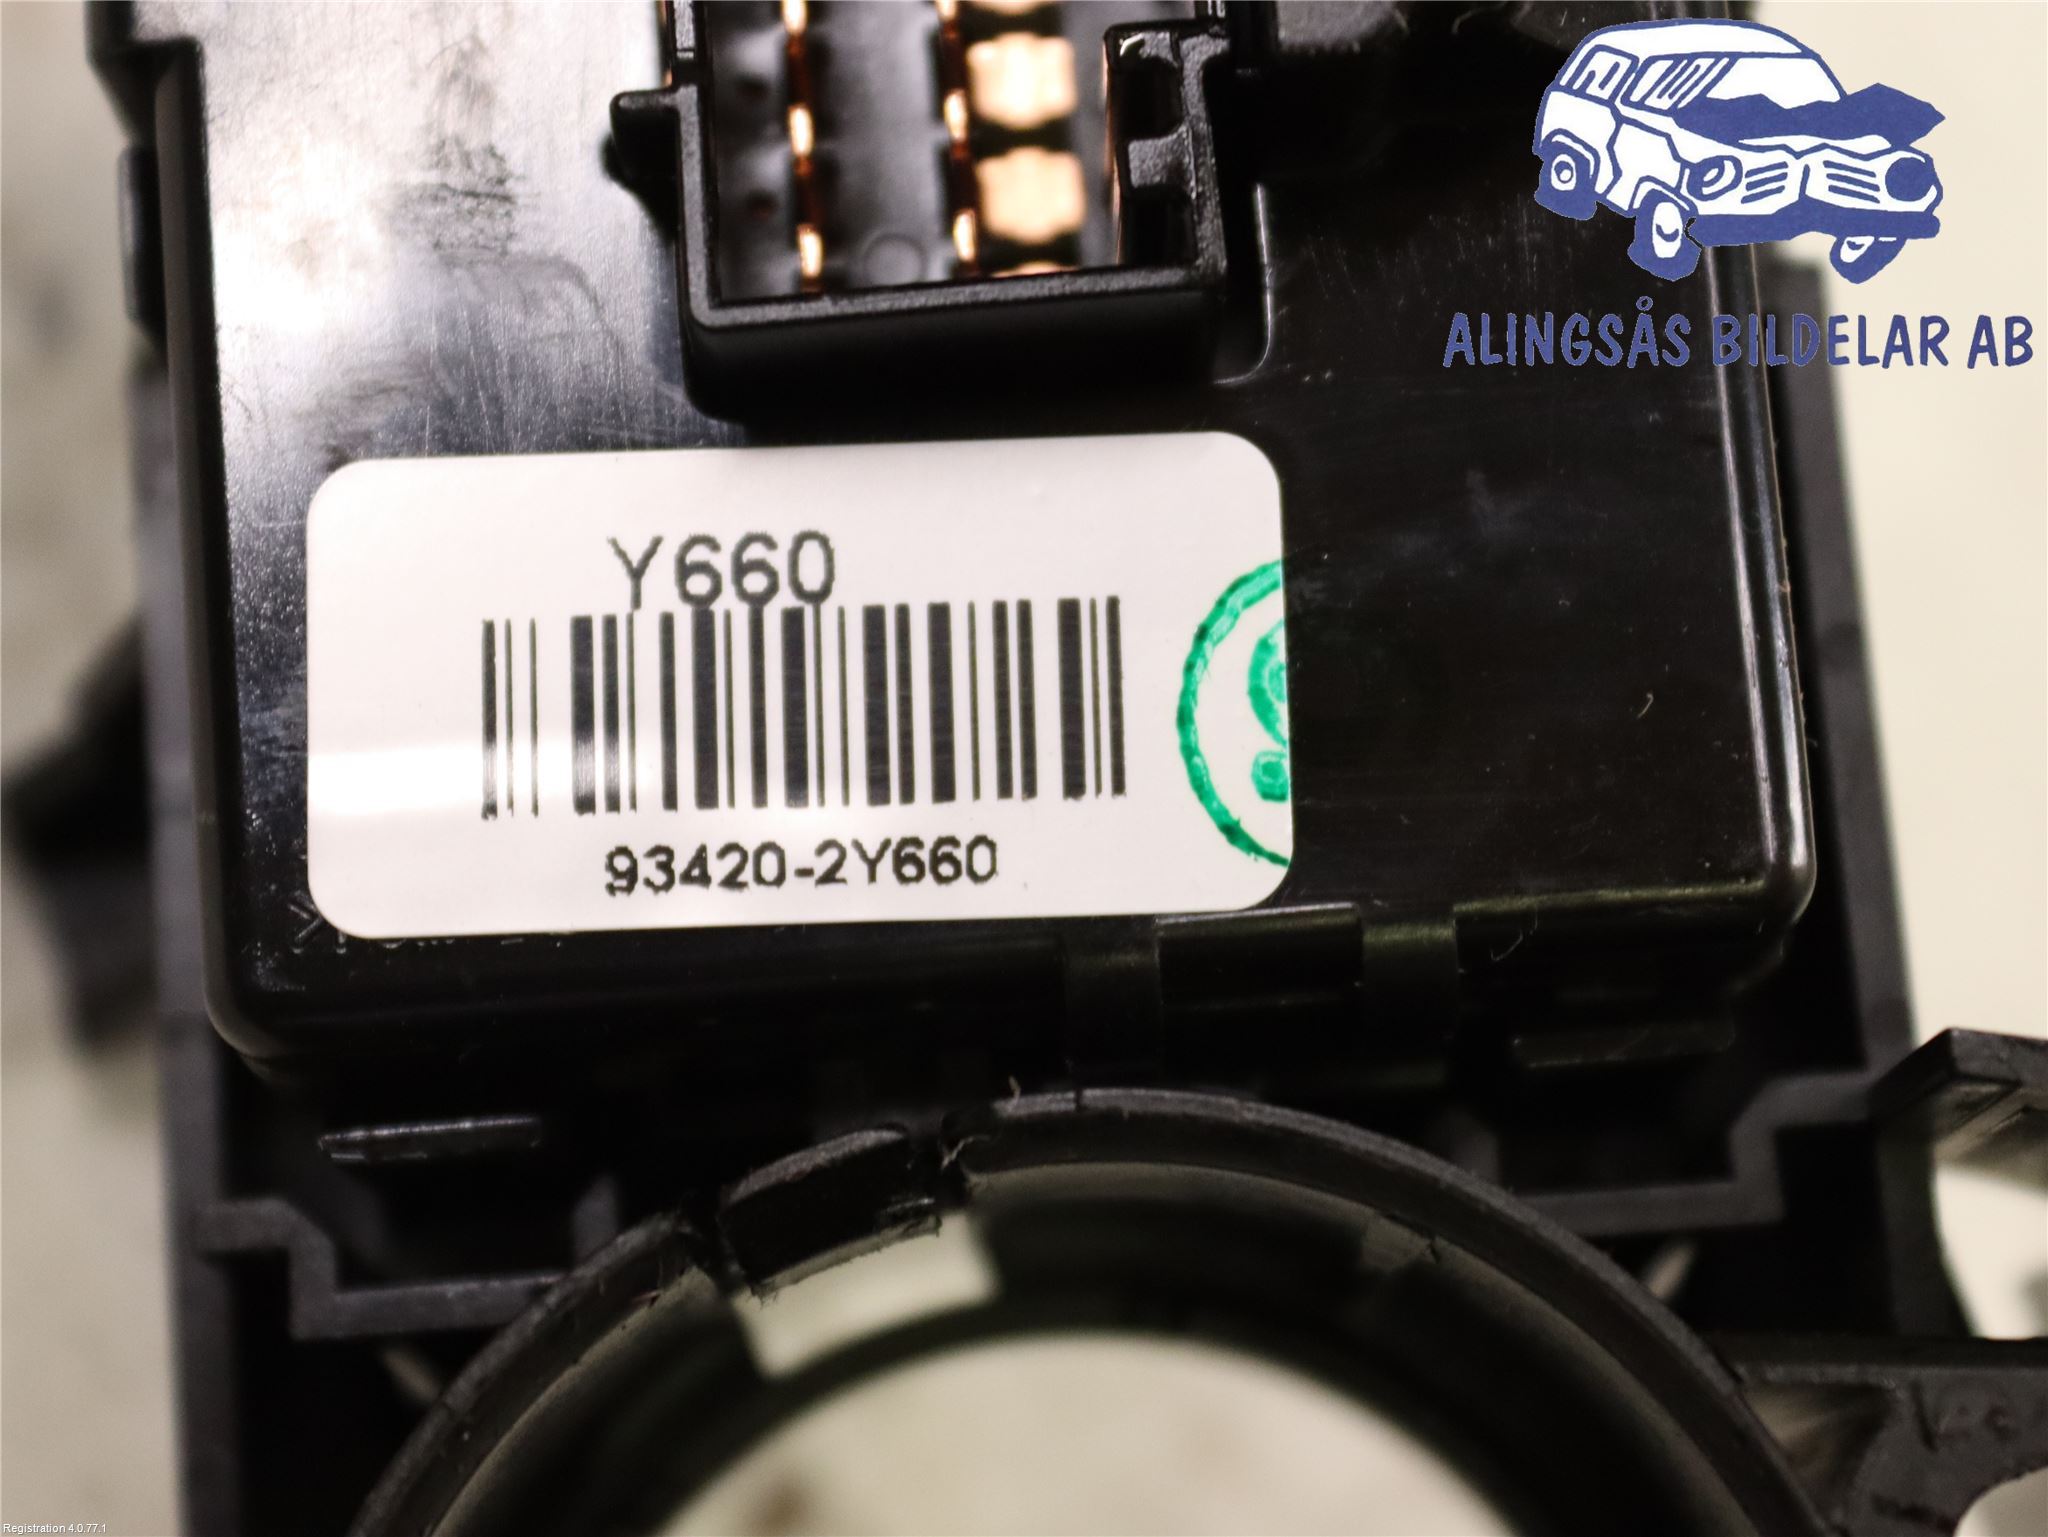 ALINGSÅS BILDELAR AB
Y660
93420-2Y660
Registration 4.0.77.1